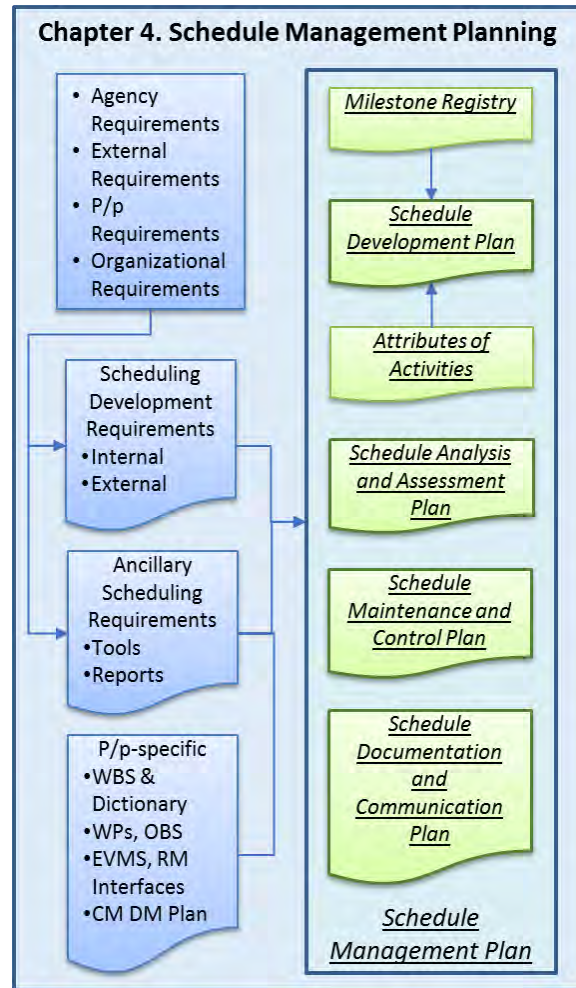 Chapter 4. Schedule Management Planning
• Agency
Requirements
• External
Requirements
• P/p
Requirements
• Organizational
Requirements
Scheduling
Development
Requirements
•Internal
•External
Ancillary
Scheduling
Requirements
•Tools
•Reports
P/p-specific
•WBS &
Dictionary
•WPs, OBS
•EVMS, RM
Interfaces
•CM DM Plan
Milestone Registry
Schedule
Development Plan
Attributes of
Activities
Schedule Analysis
and Assessment
Plan
Schedule
Maintenance and
Control Plan
Schedule
Documentation
and
Communication
Plan
Schedule
Management Plan